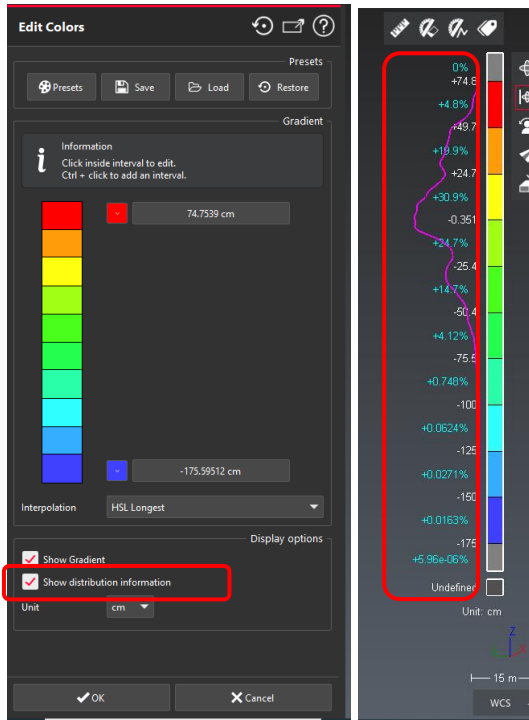 Edit Colors
Presets
Presets
Save
Load
Restore
Gradient
Information
Click inside interval to edit.
Ctrl + click to add an interval.
74.7539 cm
-175.59512 cm
Interpolation
HSL Longest
Display options
Show Gradient
Show distribution information
Unit
cm
OK
Cancel
0%
+74.8
+4.8%
+49.7
+19.9%
+24.7
+30.9%
-0.351
+24.7%
-25.4
+14.7%
-50.4
+4.12%
-75.5
+0.748%
-100
+0.0624%
-125
+0.0271%
-150
+0.0163%
-175
+5.96e-06%
Undefined
Unit: cm
Z
15 m
WCS